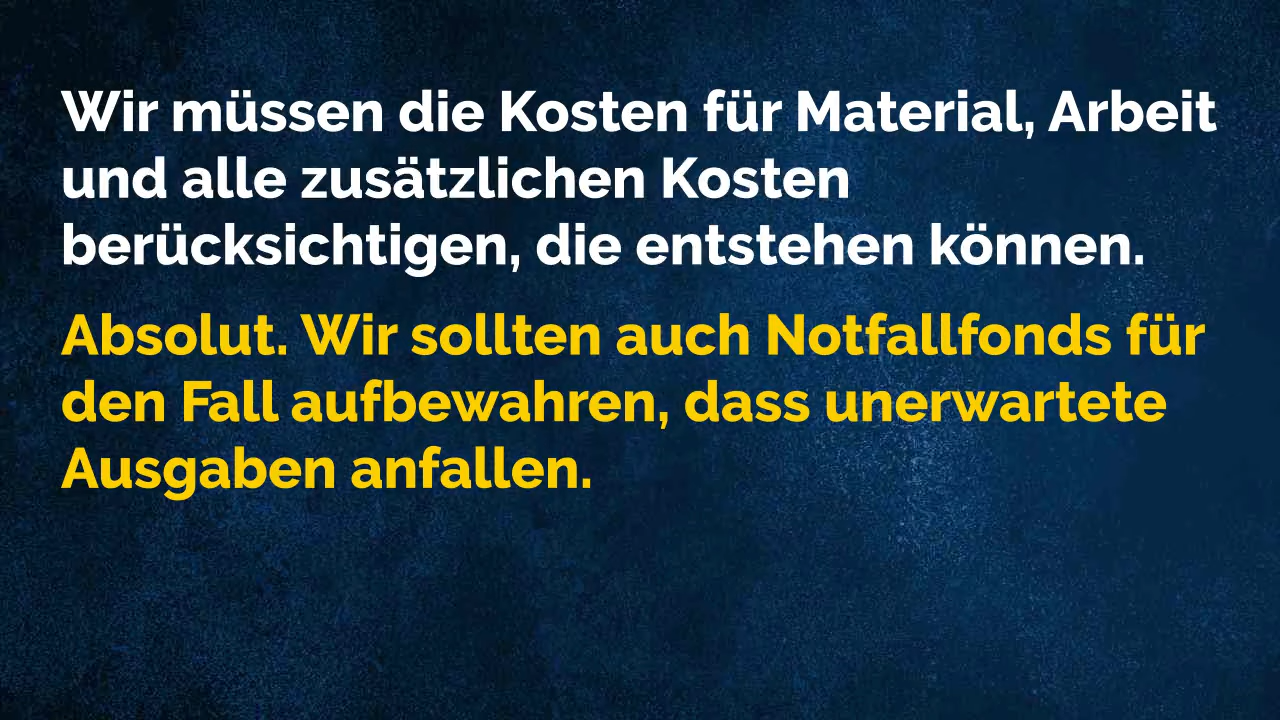 Wir müssen die Kosten für Material, Arbeit
und alle zusätzlichen Kosten
berücksichtigen, die entstehen können.
Absolut. Wir sollten auch Notfallfonds für
den Fall aufbewahren, dass unerwartete
Ausgaben anfallen.